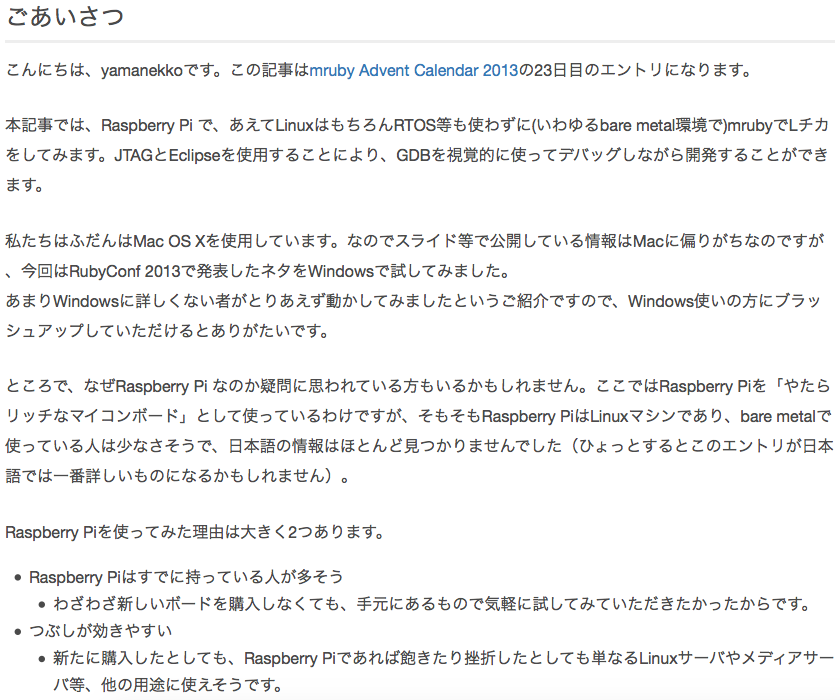 ごあいさつ
こんにちは、yamanekkoです。この記事はmruby Advent Calendar 2013の23日目のエントリになります。
本記事では、Raspberry Pi で、あえてLinuxはもちろんRTOS等も使わずに(いわゆるbare metal環境で)mrubyでLチカ
をしてみます。JTAGとEclipseを使用することにより、GDBを視覚的に使ってデバッグしながら開発することができ
ます。
私たちはふだんはMac OS Xを使用しています。なのでスライド等で公開している情報はMacに偏りがちなのですが
、今回はRubyConf 2013で発表したネタをWindowsで試してみました。
あまりWindowsに詳しくない者がとりあえず動かしてみましたというご紹介ですので、Windows使いの方にブラッ
シュアップしていただけるとありがたいです。
ところで、なぜRaspberry Pi なのか疑問に思われている方もいるかもしれません。ここではRaspberry Piを「やたら
リッチなマイコンボード」として使っているわけですが、そもそもRaspberry PiはLinuxマシンであり、bare metalで
使っている人は少なさそうで、日本語の情報はほとんど見つかりませんでした（ひょっとするとこのエントリが日本
語では一番詳しいものになるかもしれません）。
Raspberry Piを使ってみた理由は大きく2つあります。
• Raspberry Piはすでに持っている人が多そう
• わざわざ新しいボードを購入しなくても、手元にあるもので気軽に試してみていただきたかったからです。
• つぶしが効きやすい
• 新たに購入したとしても、Raspberry Piであれば飽きたり挫折したとしても単なるLinuxサーバやメディアサー
バ等、他の用途に使えそうです。